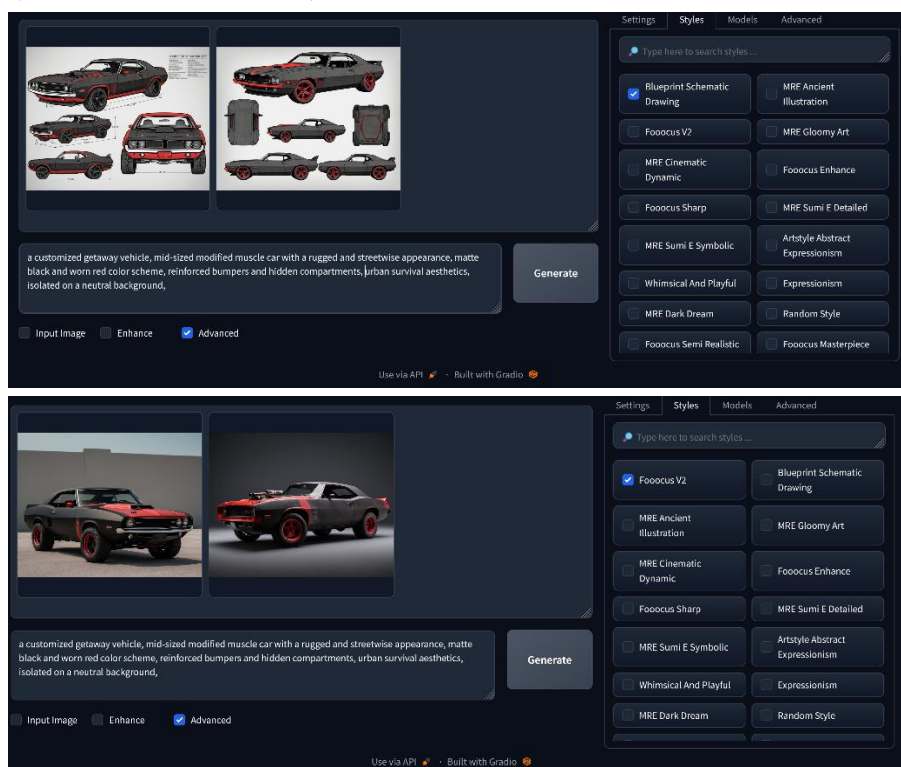 Settings Styles Models Advanced
Type here to search styles ...
Blueprint Schematic
Drawing
MRE Ancient
Illustration
Fooocus V2
MRE Gloomy Art
MRE Cinematic
Dynamic
Fooocus Enhance
Fooocus Sharp
MRE Sumi E Detailed
MRE Sumi E Symbolic
Artstyle Abstract
Expressionism
Whimsical And Playful
Expressionism
MRE Dark Dream
Random Style
Fooocus Semi Realistic
Fooocus Masterpiece
a customized getaway vehicle, mid-sized modified muscle car with a rugged and streetwise appearance, matte
black and worn red color scheme, reinforced bumpers and hidden compartments, urban survival aesthetics,
isolated on a neutral background,
Generate
Input Image Enhance Advanced
Use via API · Built with Gradio
Settings Styles Models Advanced
Type here to search styles ...
Fooocus V2
Blueprint Schematic
Drawing
MRE Ancient
Illustration
MRE Gloomy Art
MRE Cinematic
Dynamic
Fooocus Enhance
Fooocus Sharp
MRE Sumi E Detailed
MRE Sumi E Symbolic
Artstyle Abstract
Expressionism
Whimsical And Playful
Expressionism
MRE Dark Dream
Random Style
a customized getaway vehicle, mid-sized modified muscle car with a rugged and streetwise appearance, matte
black and worn red color scheme, reinforced bumpers and hidden compartments, urban survival aesthetics,
isolated on a neutral background,
Generate
Input Image Enhance Advanced
Use via API · Built with Gradio